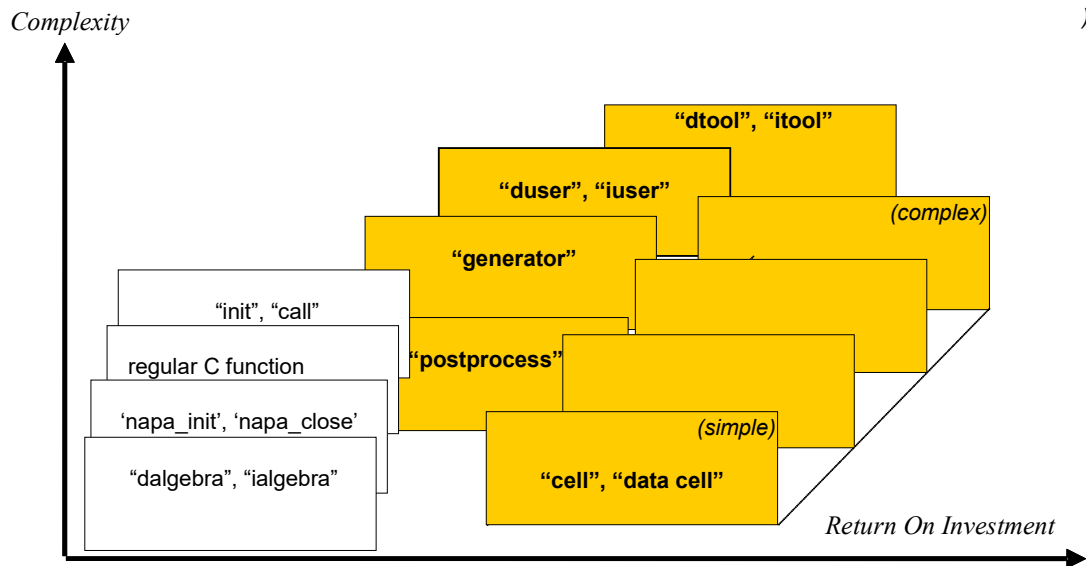 Complexity
)
“dtool”, “itool”
“duser”, “iuser”
(complex)
“generator”
“init”, “call”
“postprocess”
regular C function
‘napa_init’, ‘napa_close’
(simple)
“dalgebra”, “ialgebra”
“cell”, “data cell”
Return On Investment